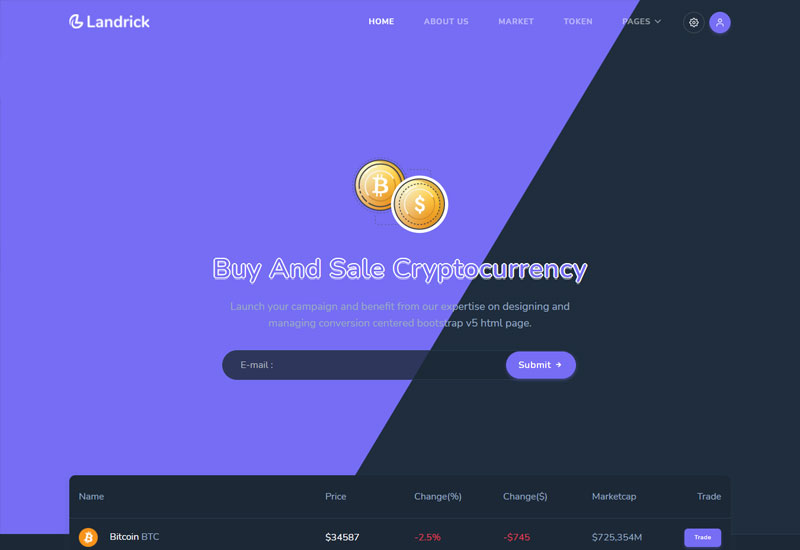 Landrick
HOME ABOUT US MARKET TOKEN PAGES
Buy And Sale Cryptocurrency
Launch your campaign and benefit from our expertise on designing and
managing conversion centered bootstrap v5 html page.
E-mail : Submit →
Name Price Change(%) Change($) Marketcap Trade
Bitcoin BTC $34587 -2.5% -$745 $725,354M Trade